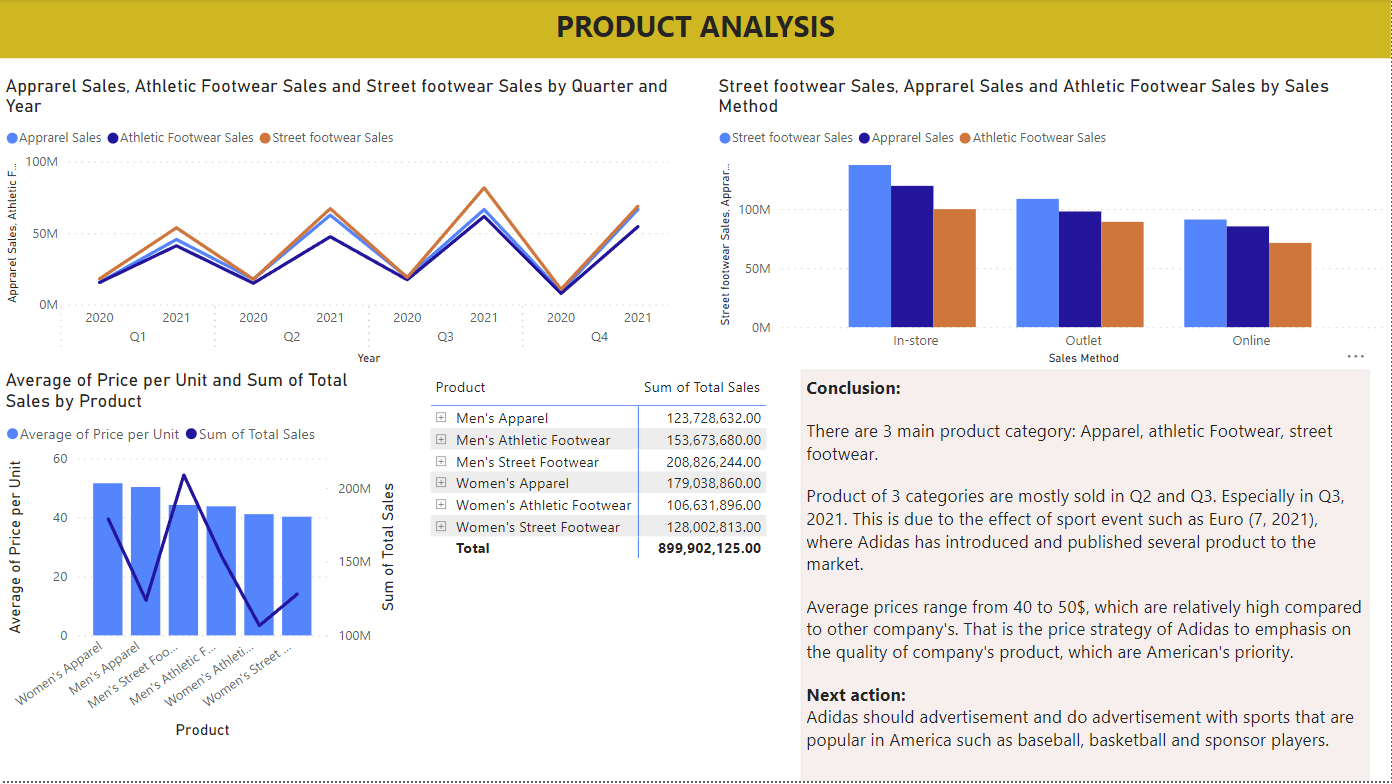 PRODUCT ANALYSIS
Apprarel Sales, Athletic Footwear Sales and Street footwear Sales by Quarter and
Year
Apprarel Sales Athletic Footwear Sales Street footwear Sales
Apprarel Sales, Athletic F...
100M
50M
0M
2020 2021 2020 2021 2020 2021 2020 2021
Q1 Q2 Q3 Q4
Year
Street footwear Sales, Apprarel Sales and Athletic Footwear Sales by Sales
Method
Street footwear Sales Apprarel Sales Athletic Footwear Sales
Street footwear Sales, Apprar...
100M
50M
0M
In-store Outlet Online
Sales Method
Average of Price per Unit and Sum of Total
Sales by Product
Average of Price per Unit Sum of Total Sales
Average of Price per Unit
60
40
20
0
200M
150M
100M
Sum of Total Sales
Women's Apparel
Men's Apparel
Men's Street Foo...
Men's Athletic F...
Women's Athleti...
Women's Street ...
Product
Product Sum of Total Sales
Men's Apparel 123,728,632.00
Men's Athletic Footwear 153,673,680.00
Men's Street Footwear 208,826,244.00
Women's Apparel 179,038,860.00
Women's Athletic Footwear 106,631,896.00
Women's Street Footwear 128,002,813.00
Total 899,902,125.00
Conclusion:
There are 3 main product category: Apparel, athletic Footwear, street
footwear.
Product of 3 categories are mostly sold in Q2 and Q3. Especially in Q3,
2021. This is due to the effect of sport event such as Euro (7, 2021),
where Adidas has introduced and published several product to the
market.
Average prices range from 40 to 50$, which are relatively high compared
to other company's. That is the price strategy of Adidas to emphasis on
the quality of company's product, which are American's priority.
Next action:
Adidas should advertisement and do advertisement with sports that are
popular in America such as baseball, basketball and sponsor players.